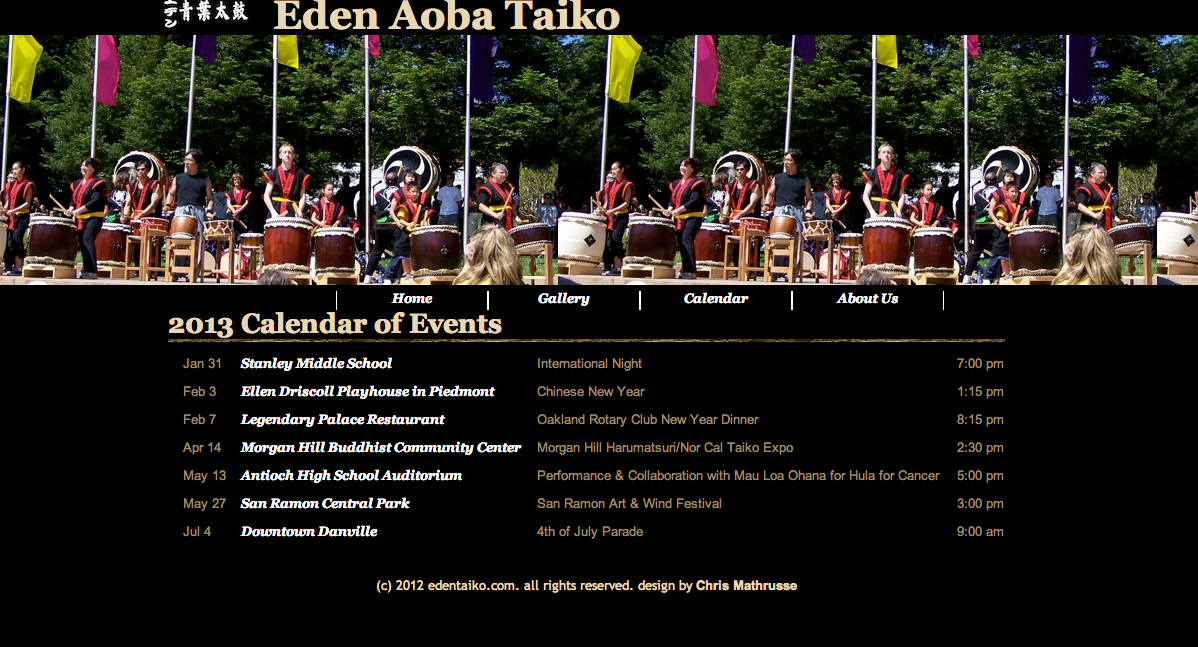 エデン 青葉太鼓 Eden Aoba Taiko
Home Gallery Calendar About Us
2013 Calendar of Events
Jan 31 Stanley Middle School International Night 7:00 pm
Feb 3 Ellen Driscoll Playhouse in Piedmont Chinese New Year 1:15 pm
Feb 7 Legendary Palace Restaurant Oakland Rotary Club New Year Dinner 8:15 pm
Apr 14 Morgan Hill Buddhist Community Center Morgan Hill Harumatsuri/Nor Cal Taiko Expo 2:30 pm
May 13 Antioch High School Auditorium Performance & Collaboration with Mau Loa Ohana for Hula for Cancer 5:00 pm
May 27 San Ramon Central Park San Ramon Art & Wind Festival 3:00 pm
Jul 4 Downtown Danville 4th of July Parade 9:00 am
(c) 2012 edentaiko.com. all rights reserved. design by Chris Mathrusse